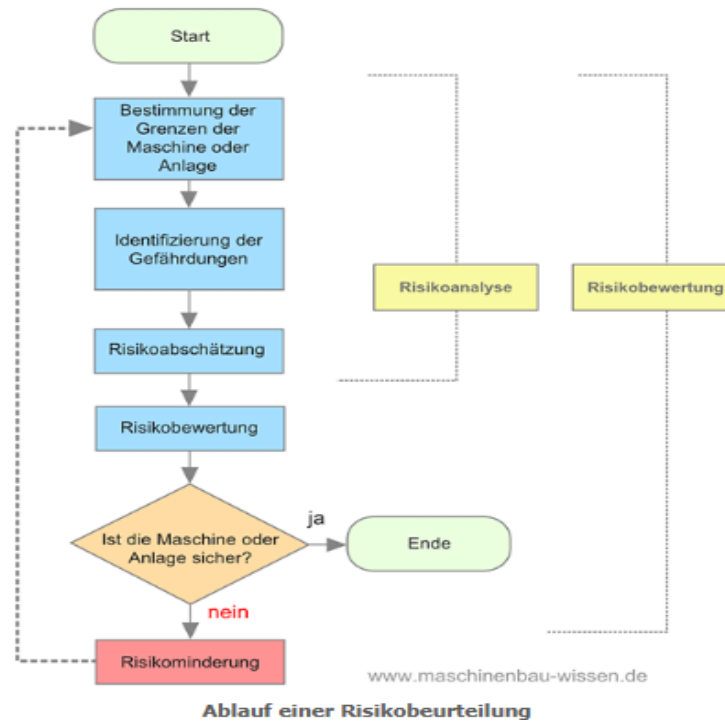 Start
Bestimmung der
Grenzen der
Maschine oder
Anlage
Identifizierung der
Gefährdungen
Risikoanalyse
Risikobewertung
Risikoabschätzung
Risikobewertung
ja
Ist die Maschine oder
Anlage sicher?
Ende
nein
Risikominderung
www.maschinenbau-wissen.de
Ablauf einer Risikobeurteilung